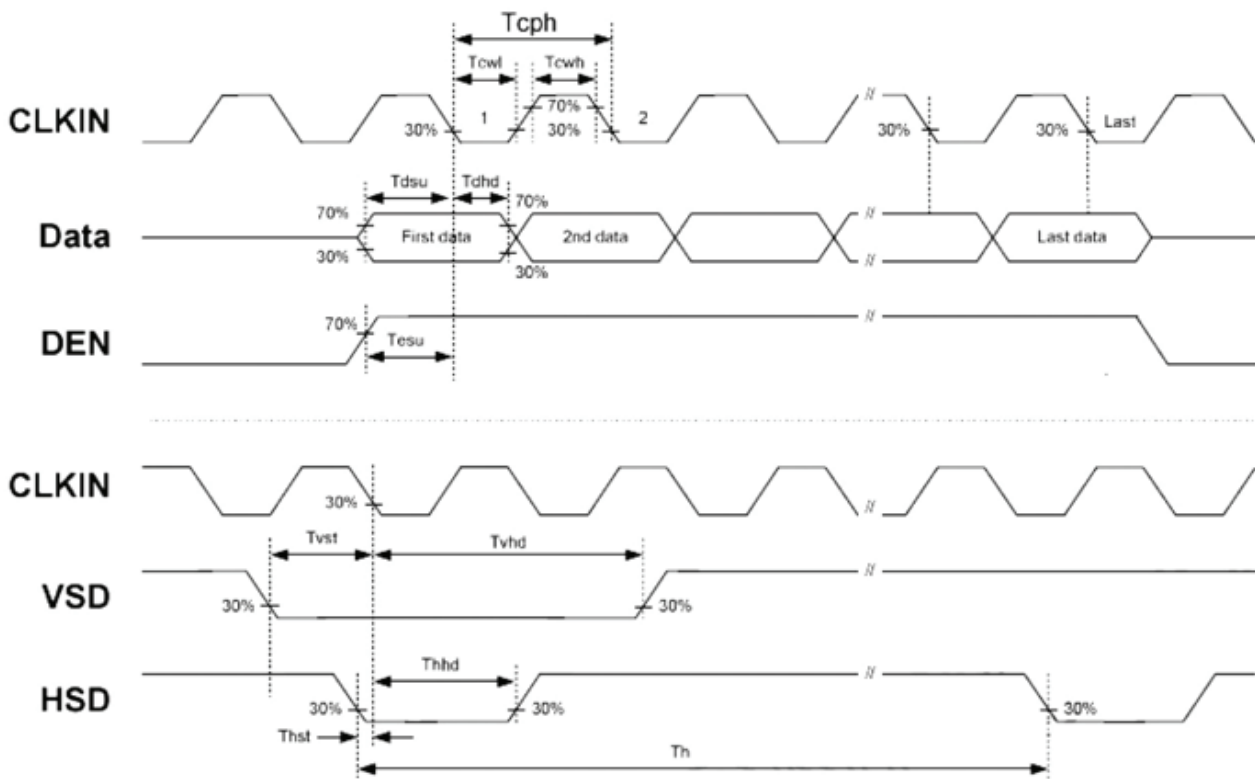 Tcph
Tcwl Tcwh
CLKIN 30% 1 70% 30% 2 30% 30% Last
Tdsu Tdhd
70% 70%
Data First data 2nd data Last data
30% 30%
DEN 70%
Tesu
CLKIN
30%
Tvst Tvhd
VSD 30% 30%
Thhd
HSD 30% 30% 30%
Thst
Th